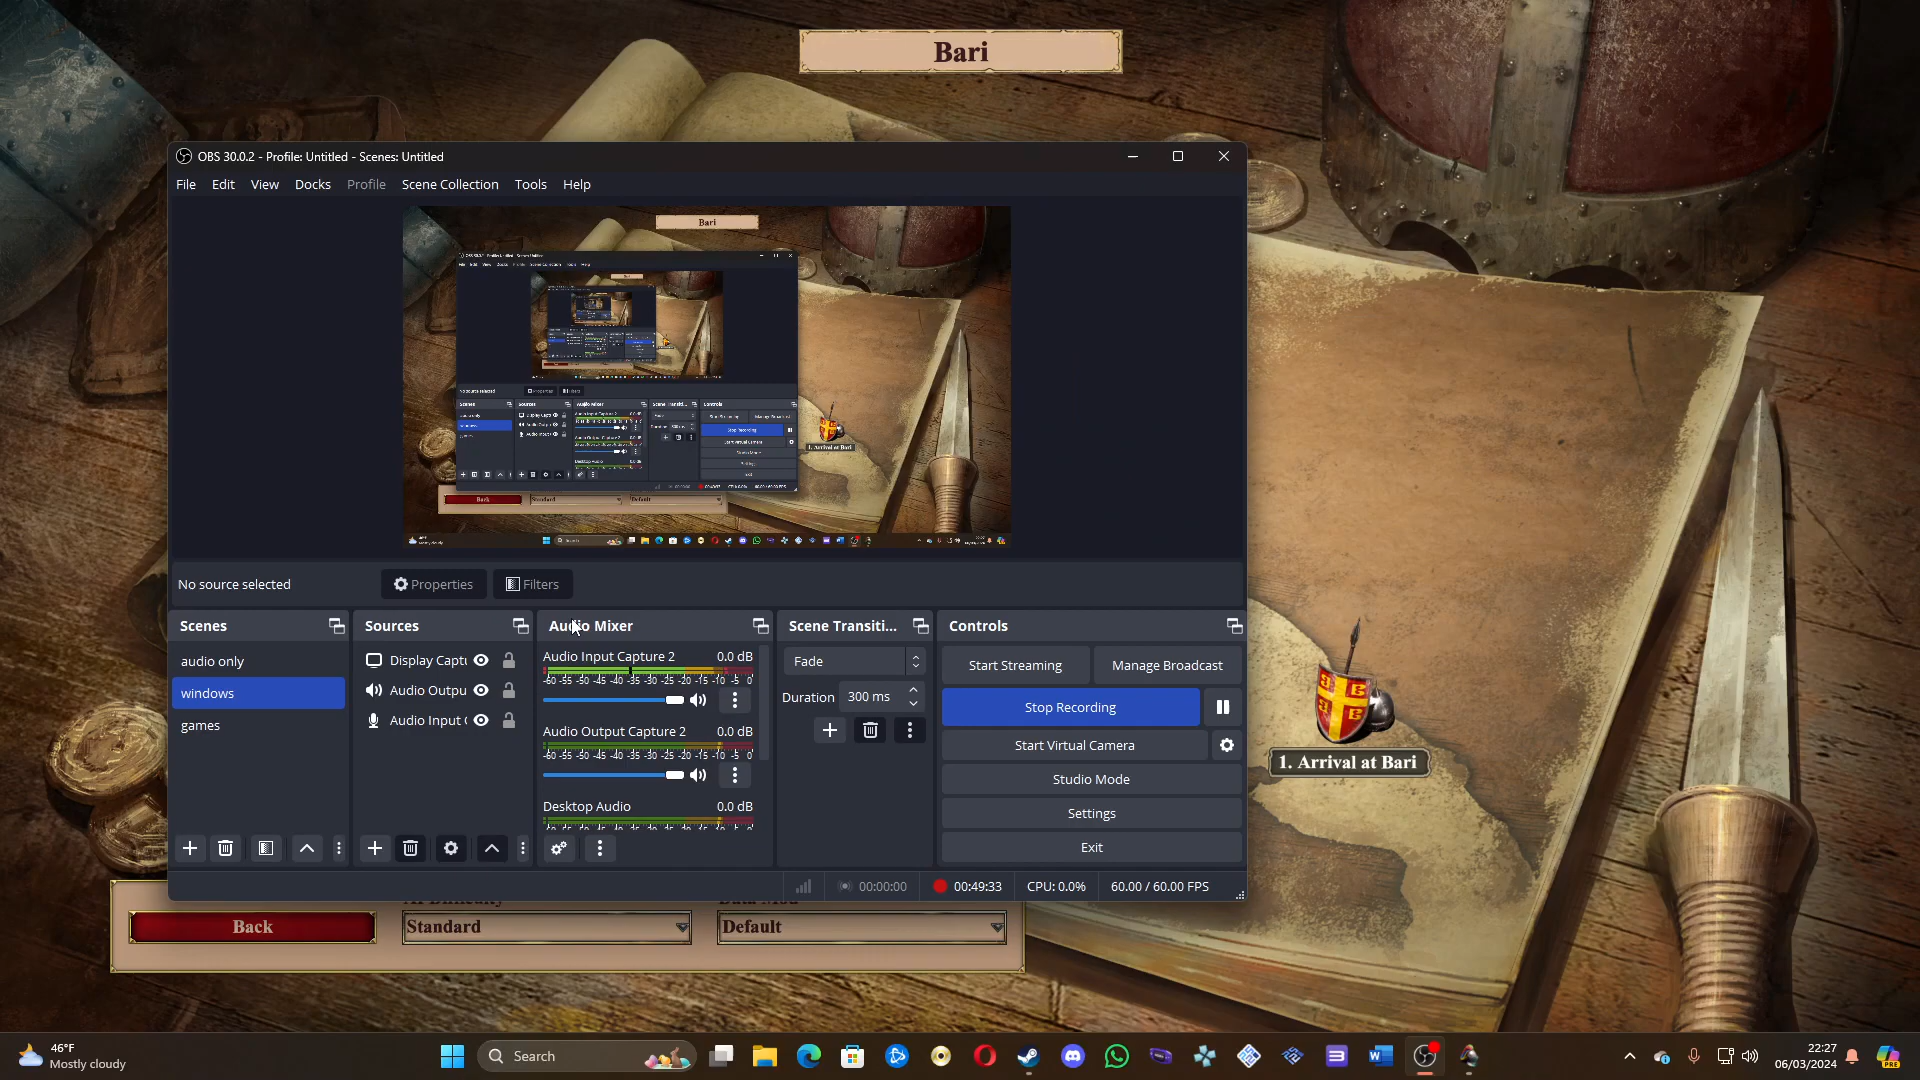 Bari
OBS 30.0.2 - Profile: Untitled - Scenes: Untitled
File Edit View Docks Profile Scene Collection Tools Help
Bari
No source selected Properties Filters
Scenes Sources Audio Mixer Scene Transiti... Controls
audio only
windows
games
Display Captu
Audio Outpu
Audio Input
Audio Input Capture 2 0.0 dB
-60 -55 -50 -45 -40 -35 -30 -25 -20 -15 -10 -5 0
Audio Output Capture 2 0.0 dB
-60 -55 -50 -45 -40 -35 -30 -25 -20 -15 -10 -5 0
Desktop Audio 0.0 dB
Fade
Duration 300 ms
Start Streaming Manage Broadcast
Stop Recording
Start Virtual Camera
Studio Mode
Settings
Exit
00:00:00 00:49:33 CPU: 0.0% 60.00 / 60.00 FPS
1. Arrival at Bari
Back Standard Default
46°F
Mostly cloudy
Search
22:27
06/03/2024